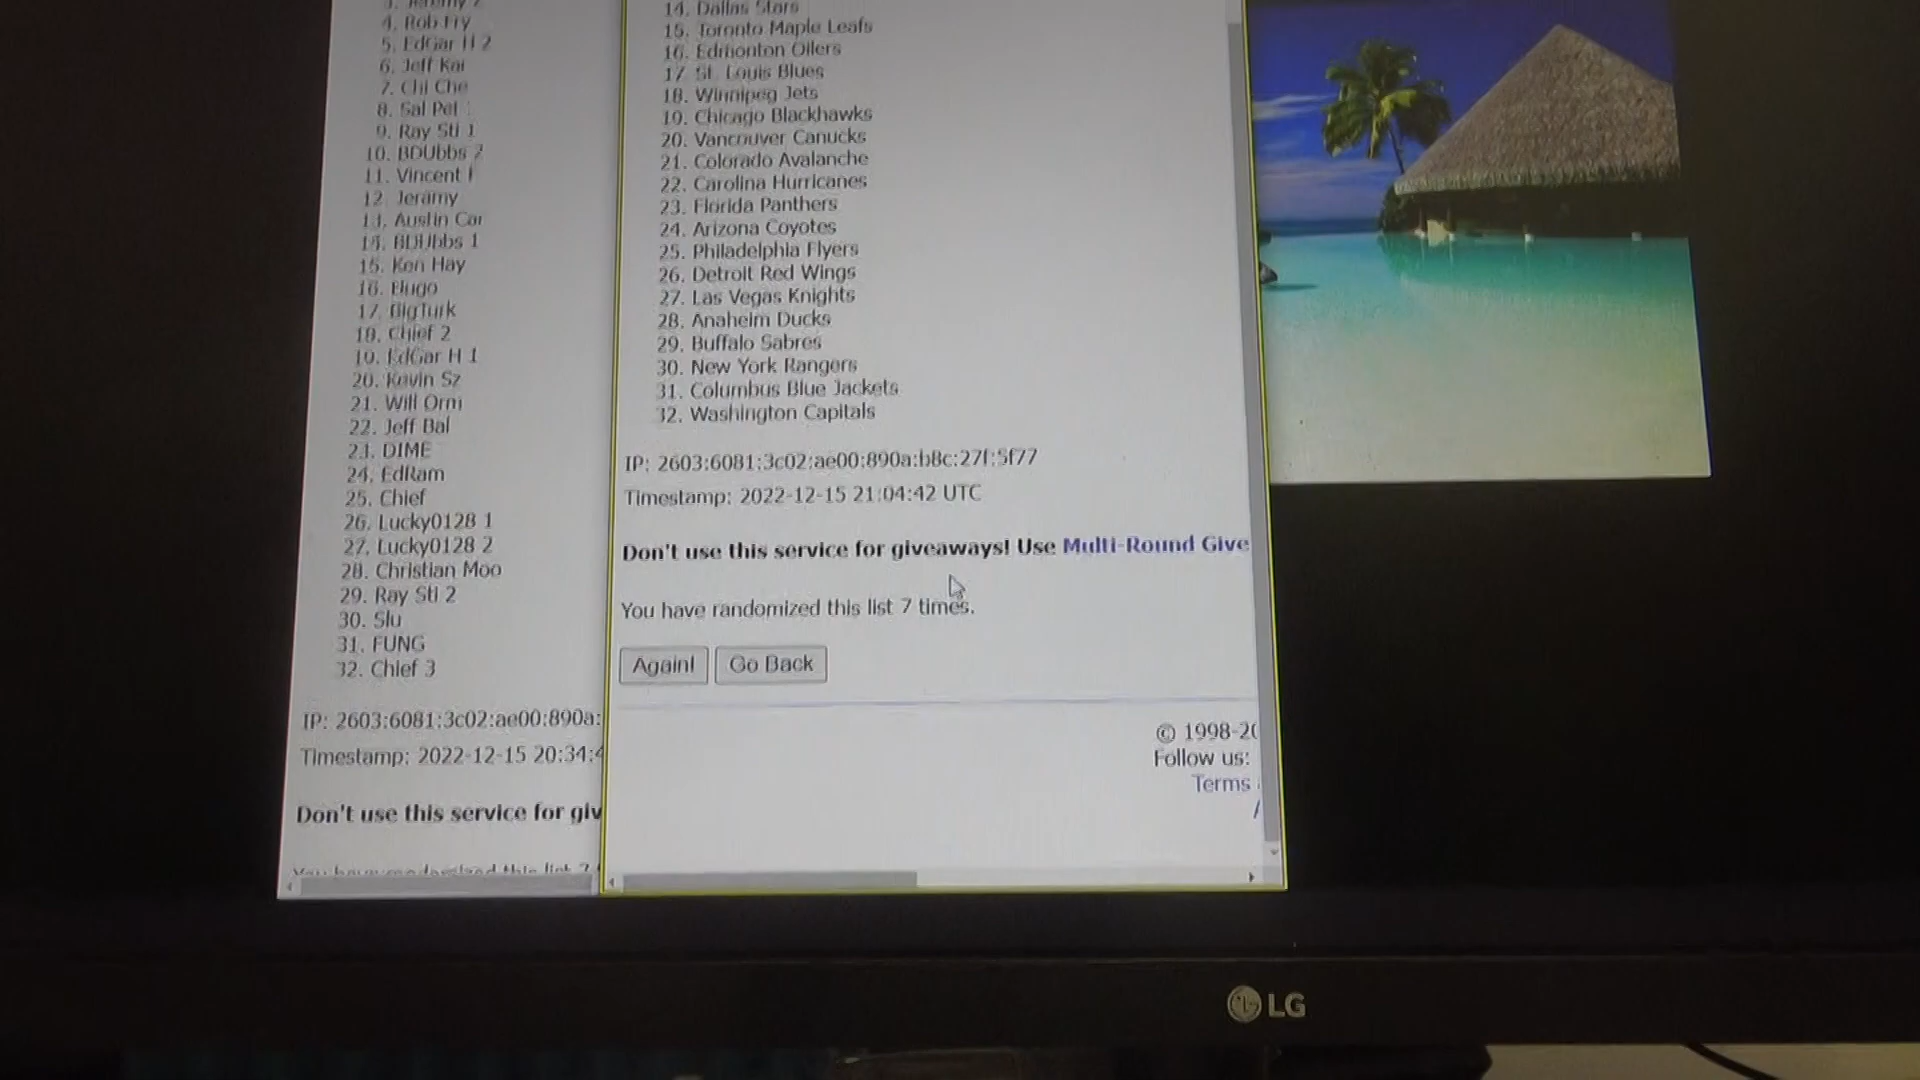 4. Rob Fry
5. EdGar H 2
6. Jeff Kai
7. Chi Che
8. Sal Pet
9. Ray Sti 1
10. BDUbbs 2
11. Vincent
12. Jeramy
13. Austin Car
14. BDUbbs 1
15. Ken Hay
16. Hugo
17. BigTurk
18. Chief 2
19. EdGar H 1
20. Kevin Sz
21. Will Orni
22. Jeff Bal
23. DIME
24. EdRam
25. Chief
26. Lucky0128 1
27. Lucky0128 2
28. Christian Moo
29. Ray Sti 2
30. Slu
31. FUNG
32. Chief 3
IP: 2603:6081:3c02:ae00:890a:
Timestamp: 2022-12-15 20:34:4
Don't use this service for giv
14. Dallas Stars
15. Toronto Maple Leafs
16. Edmonton Oilers
17. St. Louis Blues
18. Winnipeg Jets
19. Chicago Blackhawks
20. Vancouver Canucks
21. Colorado Avalanche
22. Carolina Hurricanes
23. Florida Panthers
24. Arizona Coyotes
25. Philadelphia Flyers
26. Detroit Red Wings
27. Las Vegas Knights
28. Anaheim Ducks
29. Buffalo Sabres
30. New York Rangers
31. Columbus Blue Jackets
32. Washington Capitals
IP: 2603:6081:3c02:ae00:890a:b8c:27f:5f77
Timestamp: 2022-12-15 21:04:42 UTC
Don't use this service for giveaways! Use Multi-Round Give
You have randomized this list 7 times.
Again! Go Back
© 1998-20
Follow us:
Terms
LG